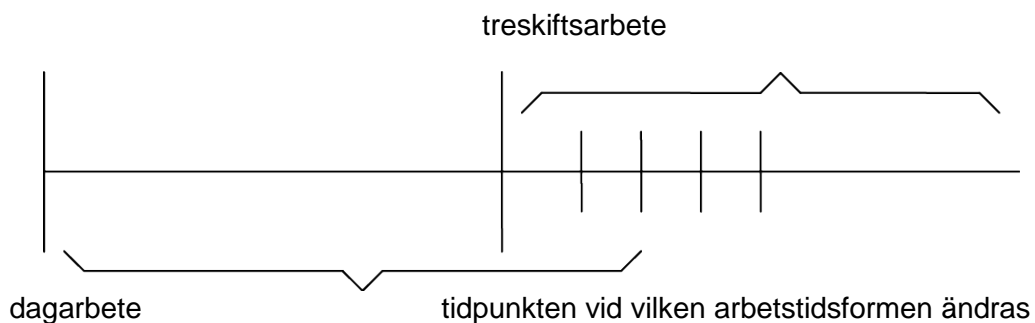 treskiftsarbete
dagarbete
tidpunkten vid vilken arbetstidsformen ändras